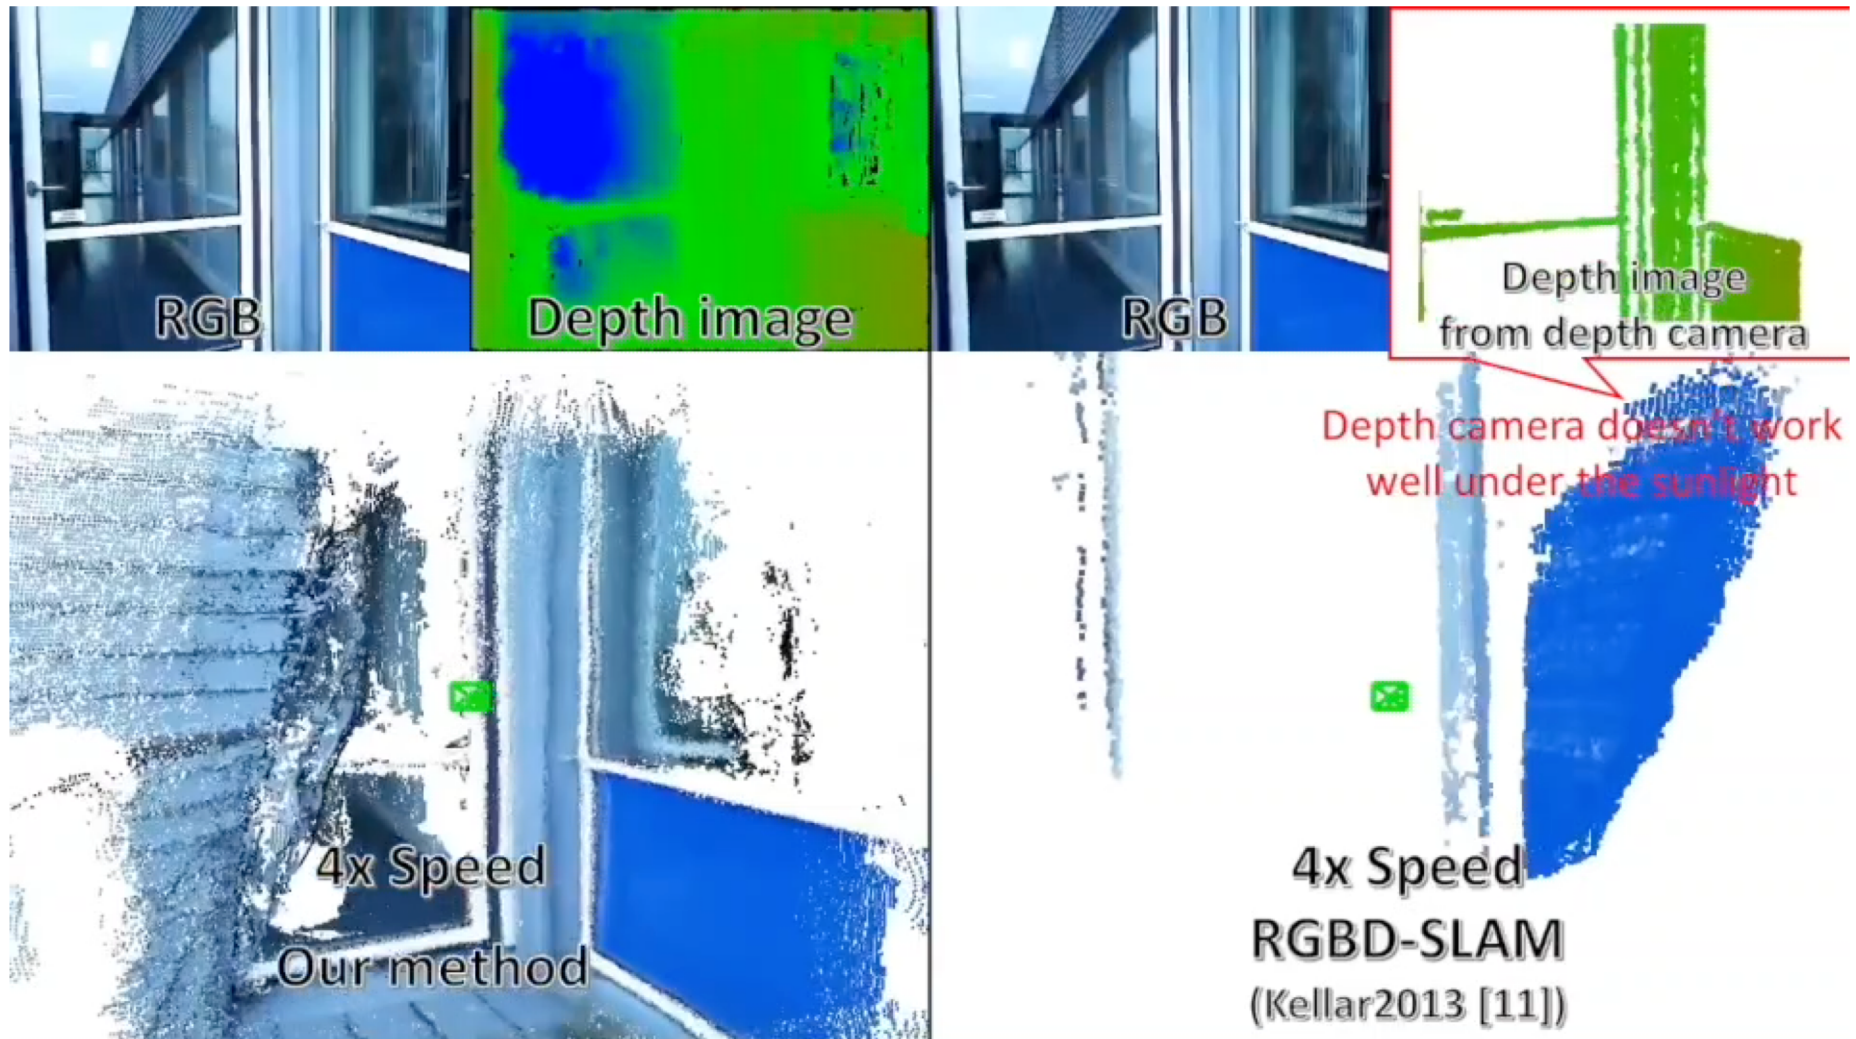 RGB
Depth image
RGB
Depth image
from depth camera
Depth camera doesn't work
well under the sunlight
4x Speed
Our method
4x Speed
RGBD-SLAM
(Kellar2013 [11])